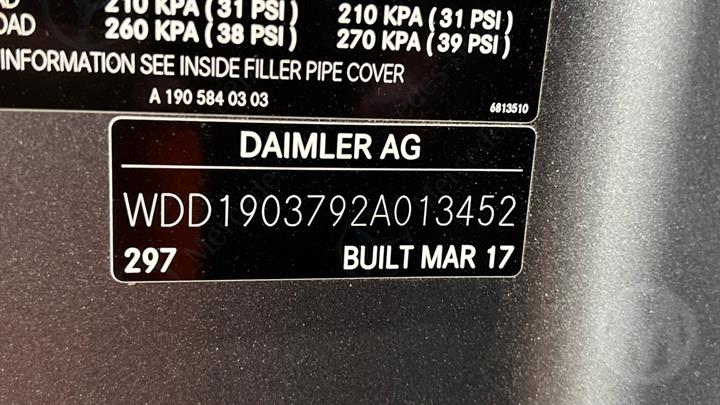 210 KPA (31 PSI) 210 KPA (31 PSI)
OAD 260 KPA (38 PSI) 270 KPA (39 PSI)
INFORMATION SEE INSIDE FILLER PIPE COVER
A 190 584 03 03 6813510
DAIMLER AG
WDD1903792A013452
297 BUILT MAR 17